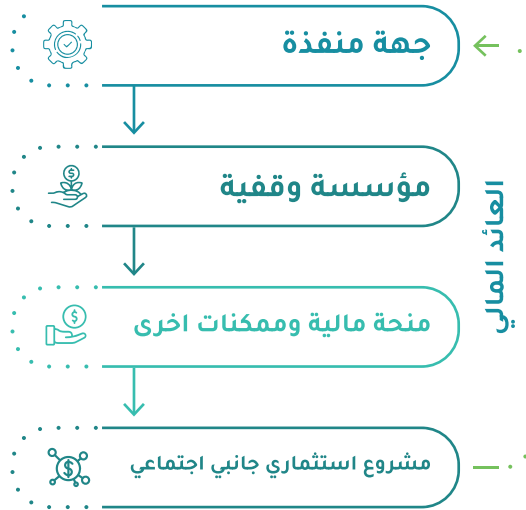 جهة منفذة
مؤسسة وقفية
منحة مالية وممكنات اخرى
مشروع استثماري جانبي اجتماعي
العائد المالي